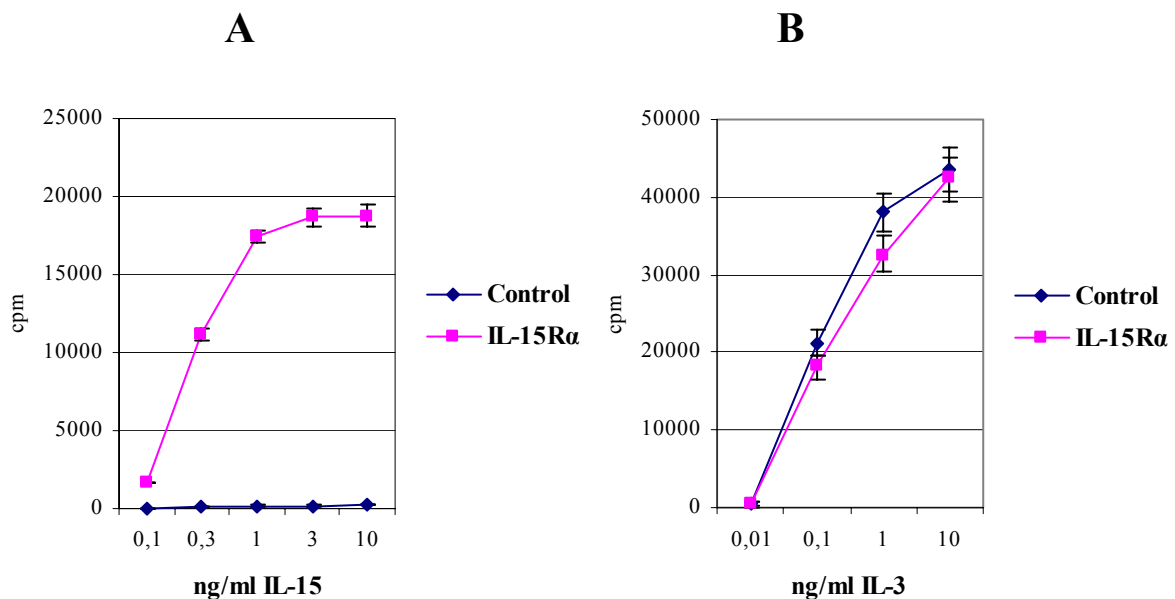 A
25000
20000
15000
10000
5000
0
cpm
0,1 0,3 1 3 10
ng/ml IL-15
Control
IL-15Rα
B
50000
40000
30000
20000
10000
0
cpm
0,01 0,1 1 10
ng/ml IL-3
Control
IL-15Rα